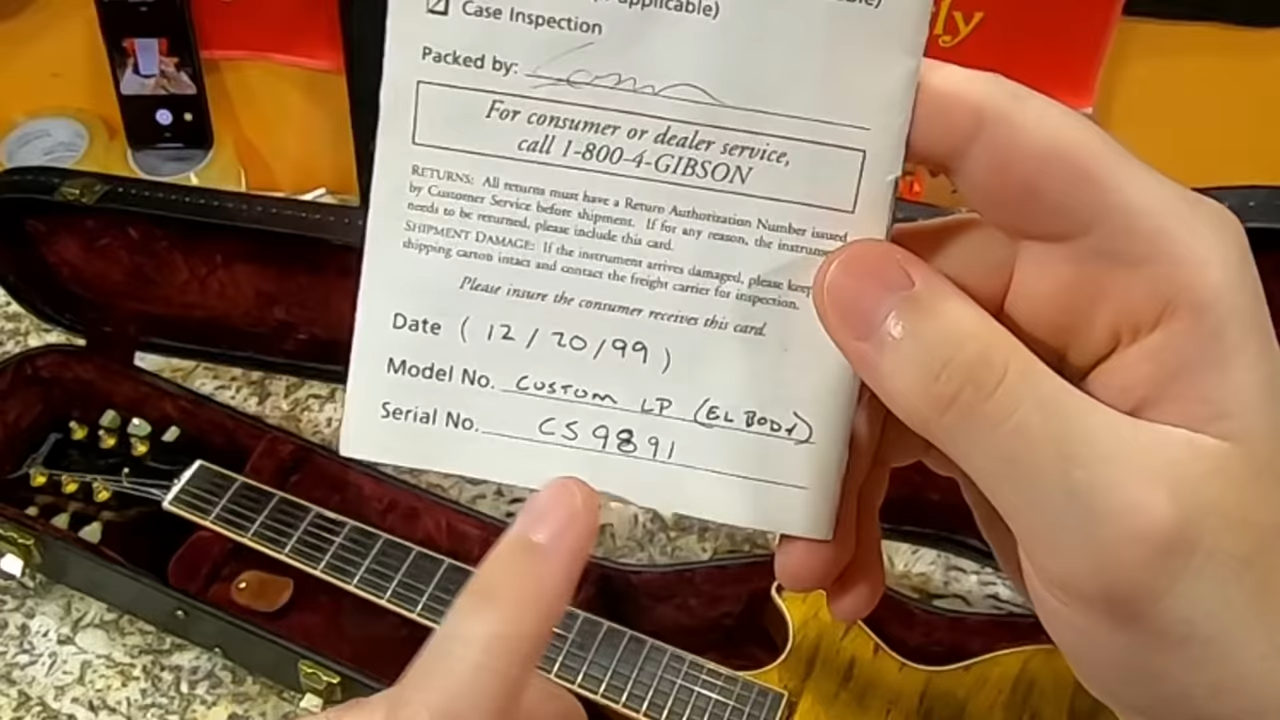 applicable)
Case Inspection
Packed by:
For consumer or dealer service,
call 1-800-4-GIBSON
RETURNS: All returns must have a Return Authorization Number issued
by Customer Service before shipment. If for any reason, the instrume
needs to be returned, please include this card.
SHIPMENT DAMAGE: If the instrument arrives damaged, please keep
shipping carton intact and contact the freight carrier for inspection.
Please insure the consumer receives this card.
Date ( 12 / 20 / 99 )
Model No. CUSTOM LP (EL BODY)
Serial No. CS9891
ly